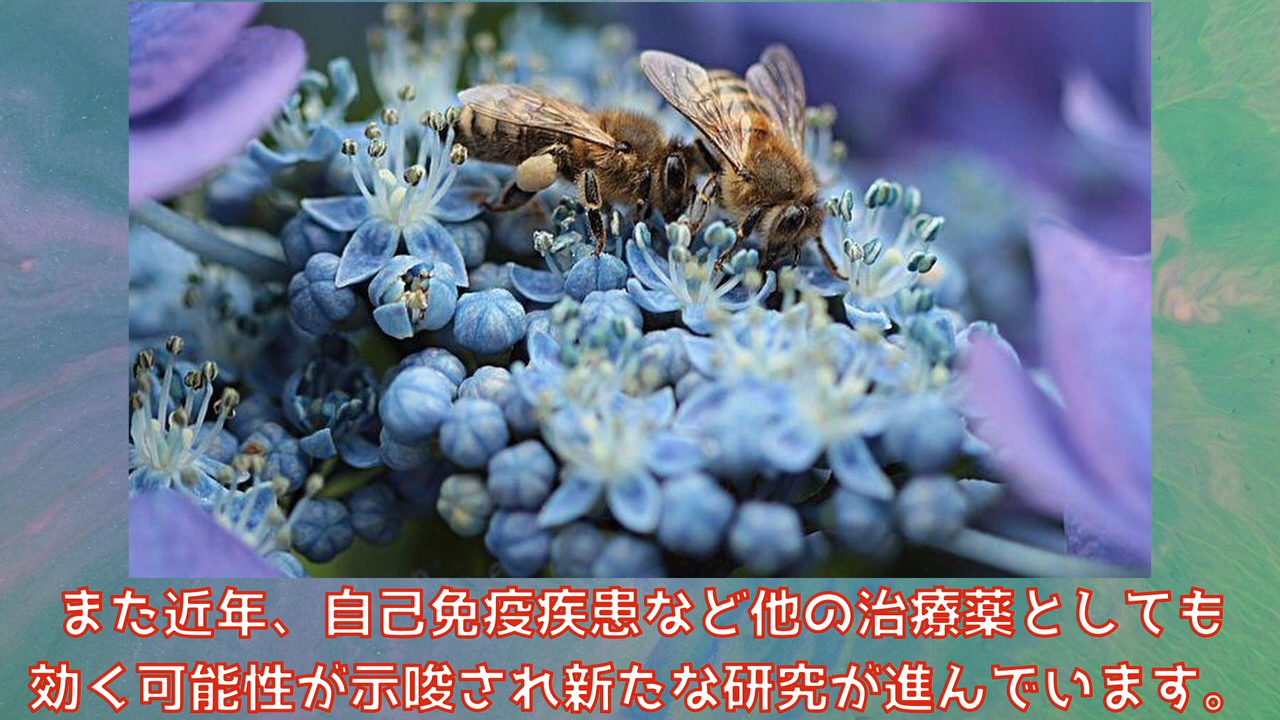 また近年、自己免疫疾患など他の治療薬としても
効く可能性が示唆され新たな研究が進んでいます。